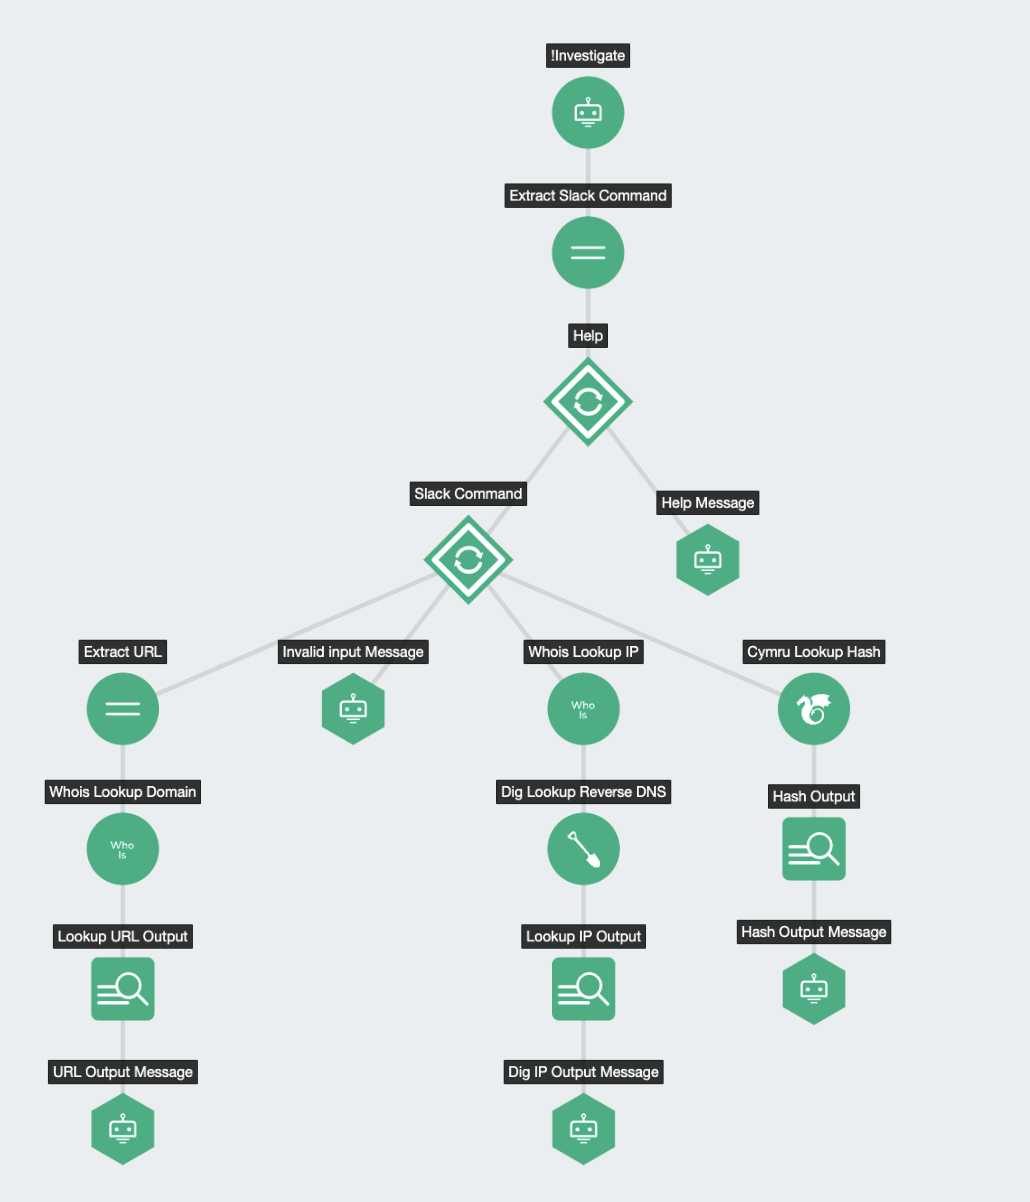 !Investigate
Extract Slack Command
Help
Slack Command
Help Message
Extract URL
Invalid input Message
Whois Lookup IP
Cymru Lookup Hash
Who
Is
Whois Lookup Domain
Dig Lookup Reverse DNS
Hash Output
Who
Is
Lookup URL Output
Lookup IP Output
Hash Output Message
URL Output Message
Dig IP Output Message